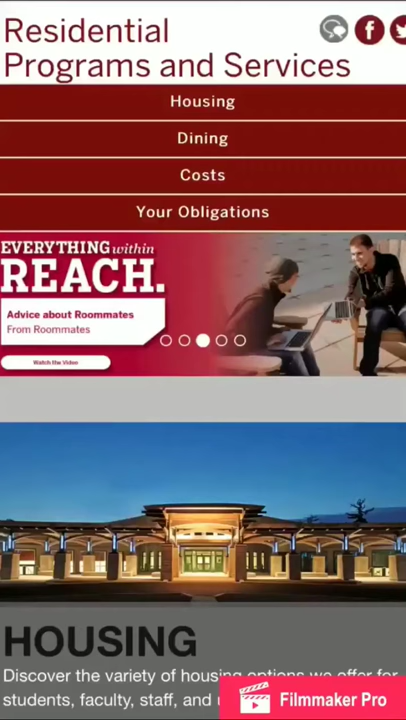 Residential
Programs and Services
Housing
Dining
Costs
Your Obligations
EVERYTHING within
REACH.
Advice about Roommates
From Roommates
Watch the Video
HOUSING
Discover the variety of housing options we offer for
students, faculty, staff, and
Filmmaker Pro